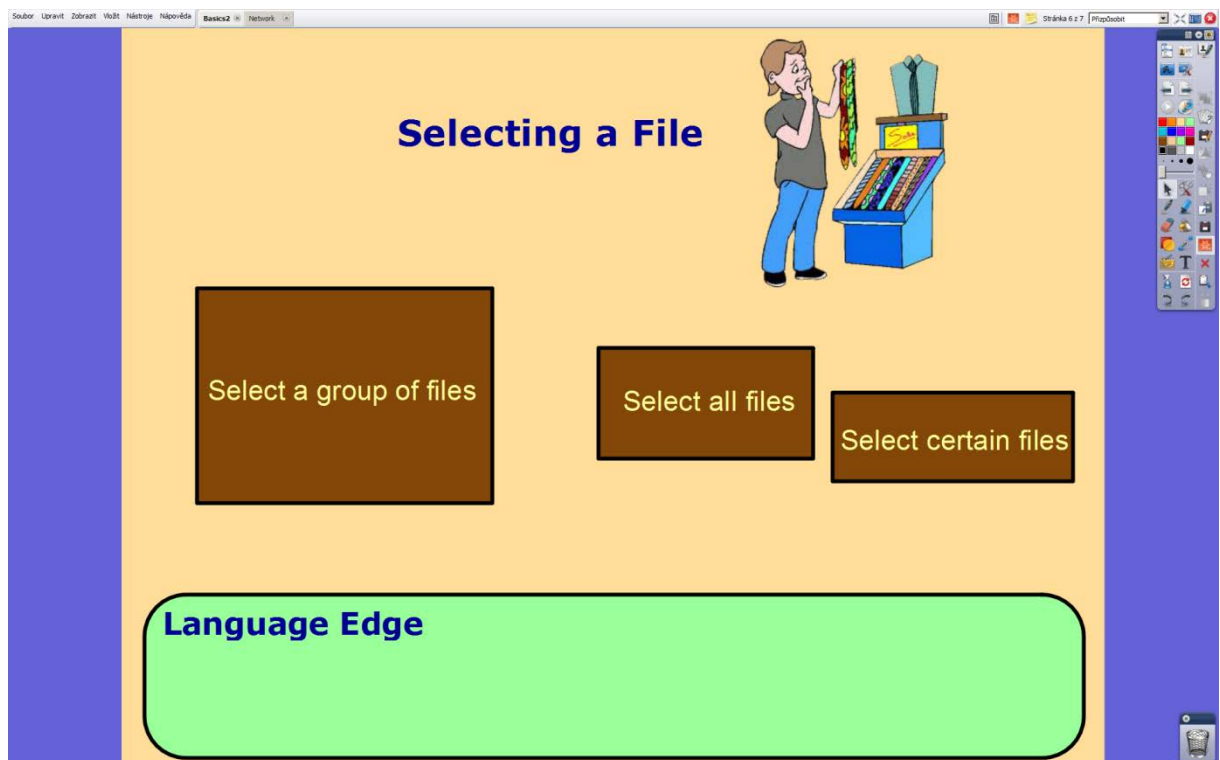 Soubor Upravit Zobrazit Vložit Nástroje Nápověda Basics2 Network Stránka 6 z 7 Přizpůsobit
Selecting a File
Sale
Select a group of files
Select all files
Select certain files
Language Edge
T